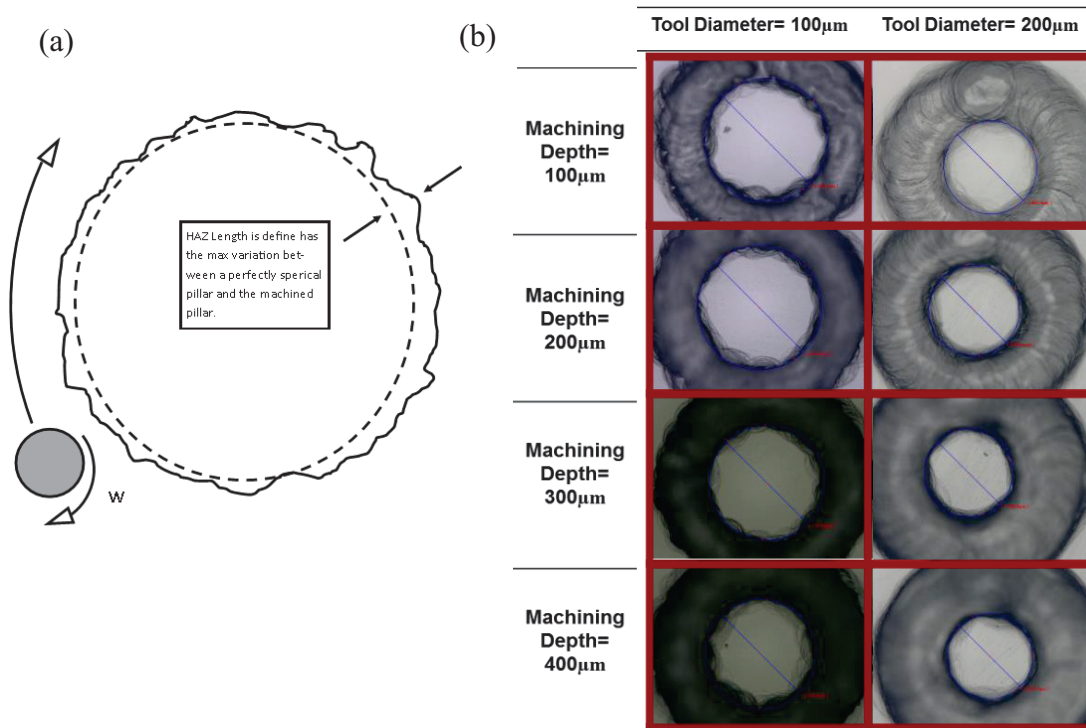 (a)
HAZ Length is define has
the max variation bet-
ween a perfectly sperical
pillar and the machined
pillar.
W
(b)
Tool Diameter= 100µm
Tool Diameter= 200µm
Machining
Depth=
100µm
Machining
Depth=
200µm
Machining
Depth=
300µm
Machining
Depth=
400µm